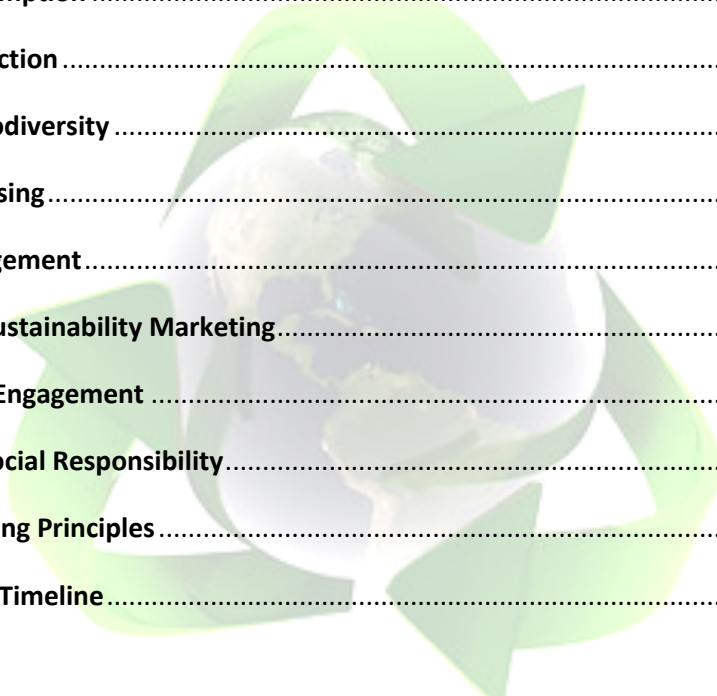 ction ..........
odiversity ..........
sing ..........
gement ..........
ustainability Marketing ..........
Engagement ..........
ocial Responsibility ..........
ng Principles ..........
Timeline ..........